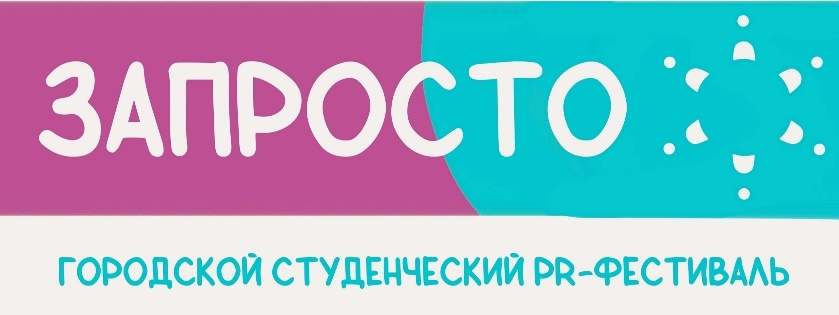 ЗАПРОСТО
ГОРОДСКОЙ СТУДЕНЧЕСКИЙ PR-ФЕСТИВАЛЬ